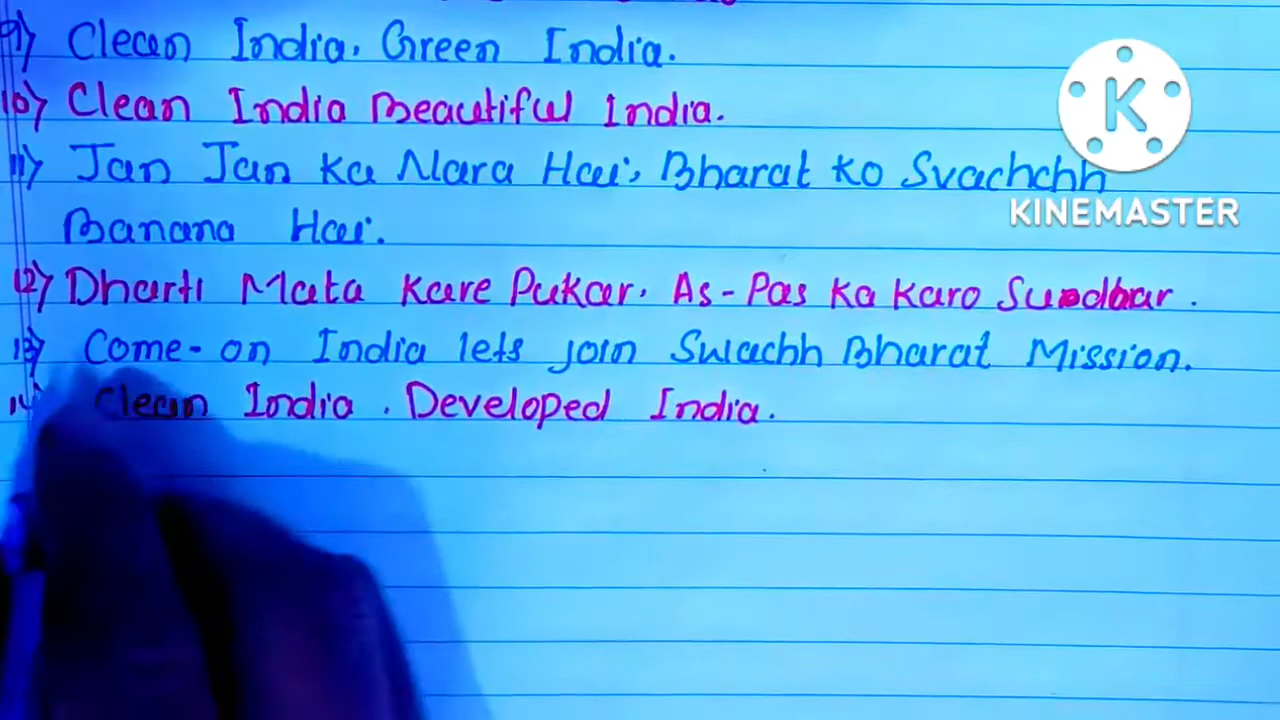 9) Clean India. Green India.
10) Clean India Beautiful India.
11) Jan Jan Ka Nara Hai, Bharat Ko Svachchh
Banana Hai.
12) Dharti Mata Kare Pukar. As-Pas Ka Karo Sudhar.
13) Come-on India lets join Swachh Bharat Mission.
14) Clean India. Developed India.
K
KINEMASTER